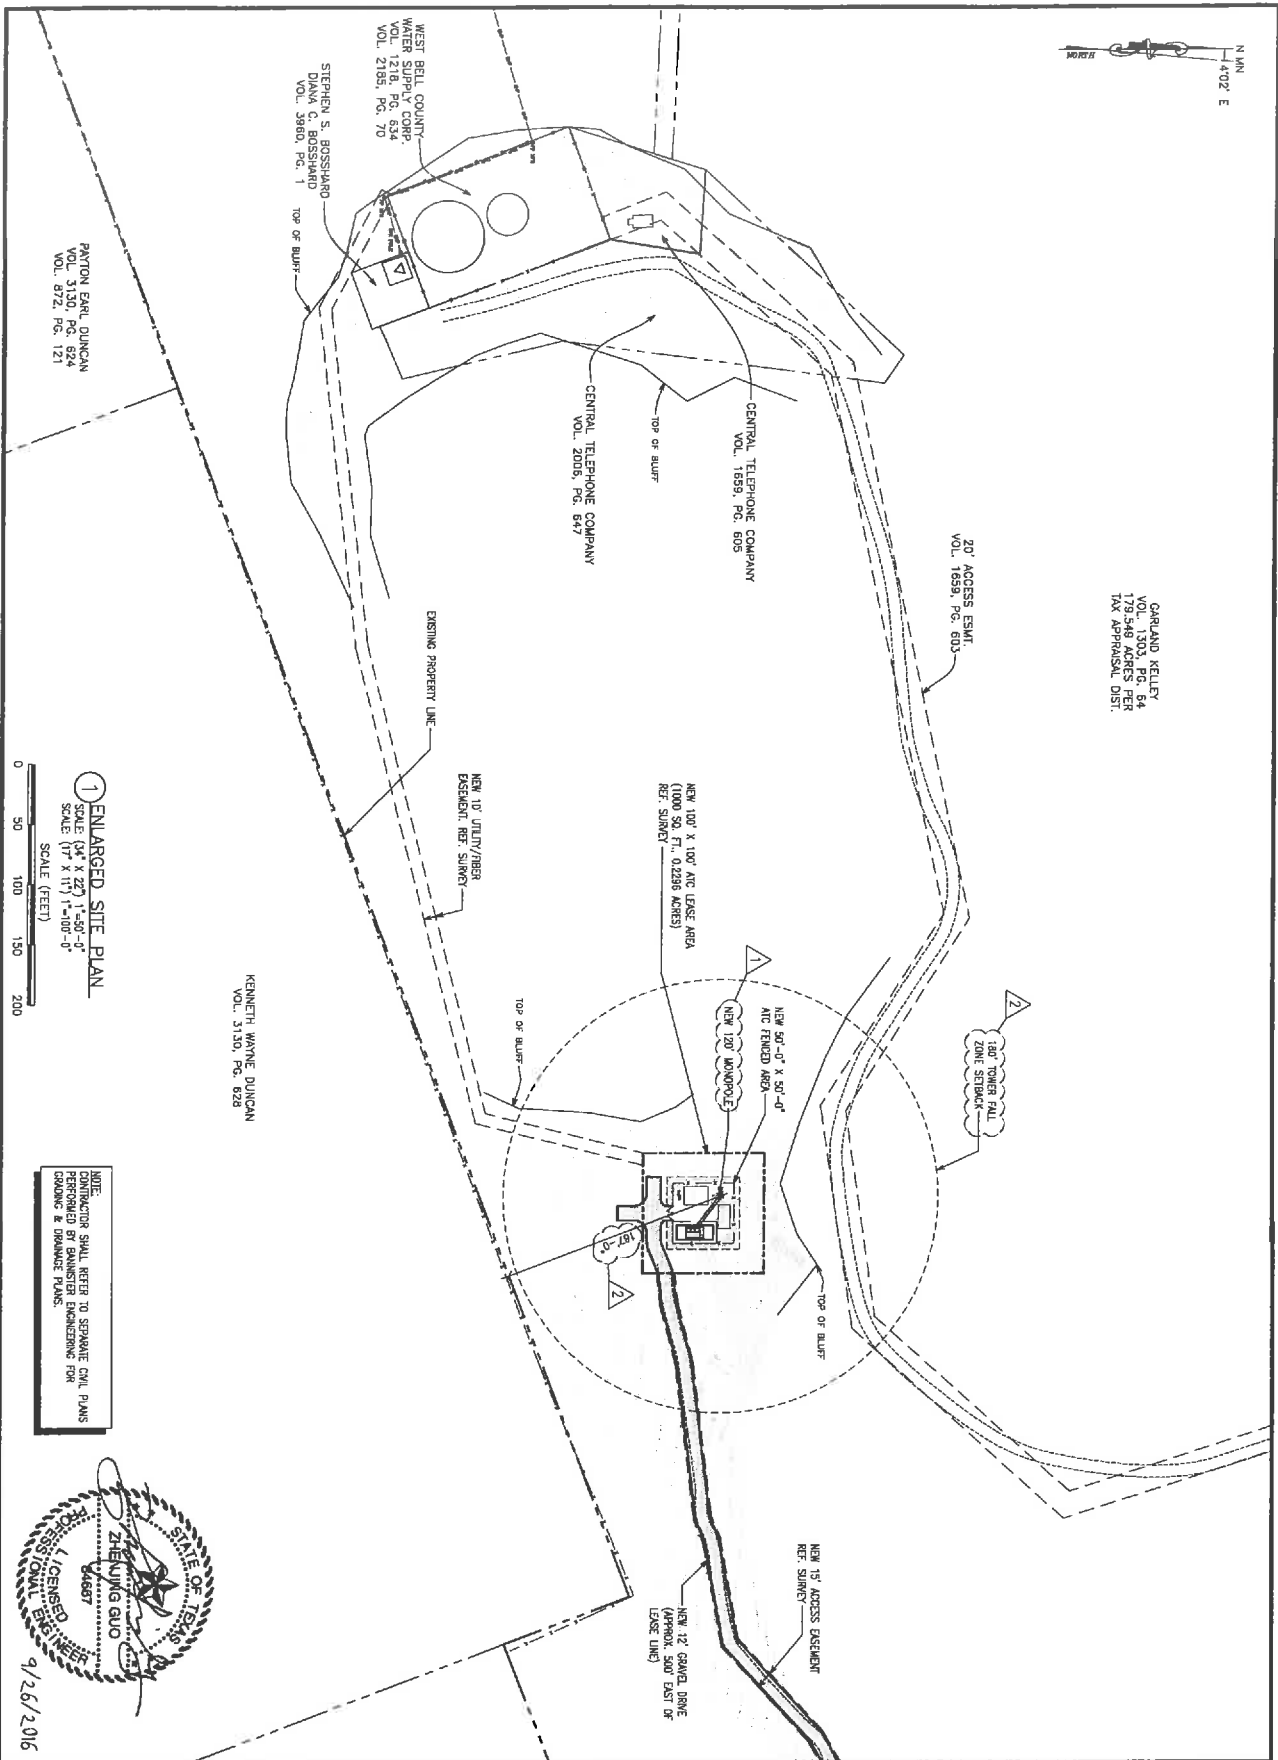 N MN
4°02' E
NORTH
GARLAND KELLEY
VOL. 1303, PG. 64
179.549 ACRES PER
TAX APPRAISAL DIST.
20' ACCESS ESMT.
VOL. 1659, PG. 603
WEST BELL COUNTY
WATER SUPPLY CORP.
VOL. 1218, PG. 634
VOL. 2185, PG. 70
STEPHEN S. BOSSHARD
DIANA C. BOSSHARD
VOL. 3960, PG. 1
TOP OF BLUFF
CENTRAL TELEPHONE COMPANY
VOL. 1659, PG. 605
TOP OF BLUFF
CENTRAL TELEPHONE COMPANY
VOL. 2006, PG. 647
PAYTON EARL DUNCAN
VOL. 3130, PG. 624
VOL. 872, PG. 121
EXISTING PROPERTY LINE
NEW 10' UTILITY/FIBER
EASEMENT. REF. SURVEY
NEW 100' X 100' ATC LEASE AREA
(1000 SQ. FT., 0.2296 ACRES)
REF. SURVEY
1
NEW 50'-0" X 50'-0"
ATC FENCED AREA
NEW 120' MONOPOLE
2
180' TOWER FALL
ZONE SETBACK
TOP OF BLUFF
TOP OF BLUFF
187'-0"
2
NEW 15' ACCESS EASEMENT
REF. SURVEY
NEW 12' GRAVEL DRIVE
(APPROX. 500' EAST OF
LEASE LINE)
KENNETH WAYNE DUNCAN
VOL. 3130, PG. 628
1 ENLARGED SITE PLAN
SCALE: (34" X 22") 1"=50'-0"
SCALE: (17" X 11") 1"=100'-0"
SCALE (FEET)
0 50 100 150 200
NOTE:
CONTRACTOR SHALL REFER TO SEPARATE CIVIL PLANS
PERFORMED BY BANNISTER ENGINEERING FOR
GRADING & DRAINAGE PLANS.
STATE OF TEXAS
ZHENJING GUO
84687
LICENSED
PROFESSIONAL ENGINEER
9/26/2016